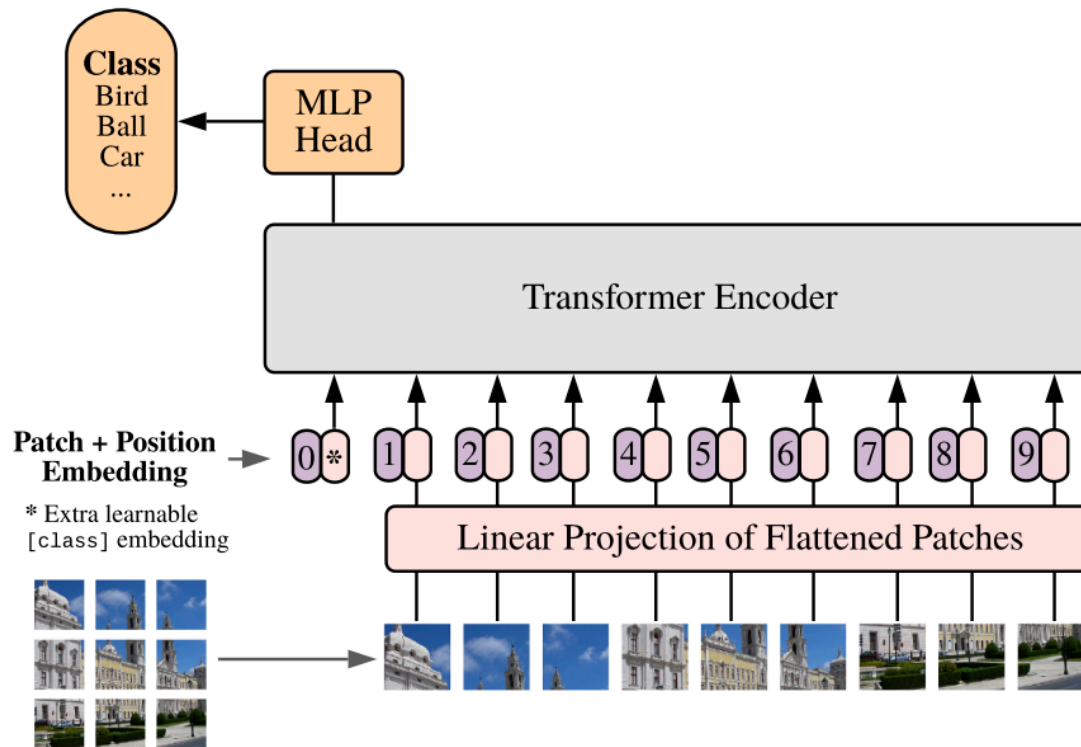 Class
Bird
Ball
Car
...
MLP
Head
Transformer Encoder
Patch + Position
Embedding
0 * 1 2 3 4 5 6 7 8 9
* Extra learnable
[class] embedding
Linear Projection of Flattened Patches